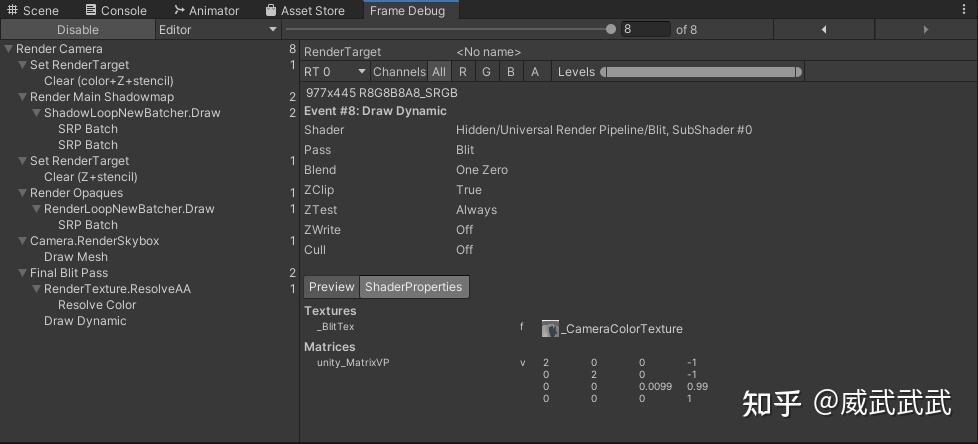 Scene Console Animator Asset Store Frame Debug
Disable Editor 8 of 8
Render Camera 8
Set RenderTarget 1
Clear (color+Z+stencil)
Render Main Shadowmap 2
ShadowLoopNewBatcher.Draw 2
SRP Batch
SRP Batch
Set RenderTarget 1
Clear (Z+stencil)
Render Opaques 1
RenderLoopNewBatcher.Draw 1
SRP Batch
Camera.RenderSkybox 1
Draw Mesh
Final Blit Pass 2
RenderTexture.ResolveAA 1
Resolve Color
Draw Dynamic
RenderTarget <No name>
RT 0 Channels All R G B A Levels
977x445 R8G8B8A8_SRGB
Event #8: Draw Dynamic
Shader Hidden/Universal Render Pipeline/Blit, SubShader #0
Pass Blit
Blend One Zero
ZClip True
ZTest Always
ZWrite Off
Cull Off
Preview ShaderProperties
Textures
_BlitTex f _CameraColorTexture
Matrices
unity_MatrixVP v 2 0 0 -1
0 2 0 -1
0 0 0.0099 0.99
0 0 0 1
知乎 @威武武武